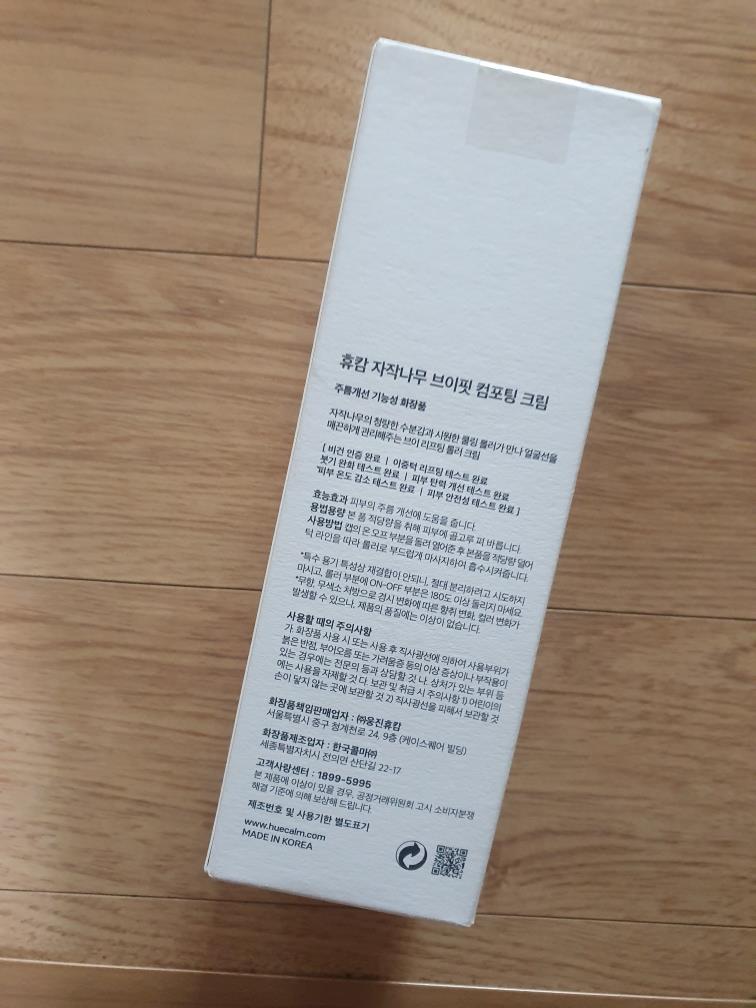 휴캄 자작나무 브이핏 컴포팅 크림
주름개선 기능성 화장품
자작나무의 청량한 수분감과 시원한 쿨링 롤러가 만나 얼굴선을
매끈하게 관리해주는 브이 리프팅 롤러 크림
[ 비건 인증 완료 | 이중턱 리프팅 테스트 완료
붓기 완화 테스트 완료 | 피부 탄력 개선 테스트 완료
*피부 온도 감소 테스트 완료 | 피부 안전성 테스트 완료 ]
효능효과 피부의 주름 개선에 도움을 줍니다.
용법용량 본 품 적당량을 취해 피부에 골고루 펴 바릅니다.
사용방법 캡의 온 오프 부분을 돌려 열어준 후 본품을 적당량 덜어
턱 라인을 따라 롤러로 부드럽게 마사지하여 흡수시켜줍니다.
*특수 용기 특성상 재결합이 안되니, 절대 분리하려고 시도하지
마시고, 롤러 부분에 ON-OFF 부분은 180도 이상 돌리지 마세요.
*무향, 무색소 처방으로 경시 변화에 따른 향취 변화, 컬러 변화가
발생할 수 있으나, 제품의 품질에는 이상이 없습니다.
사용할 때의 주의사항
가. 화장품 사용 시 또는 사용 후 직사광선에 의하여 사용부위가
붉은 반점, 부어오름 또는 가려움증 등의 이상 증상이나 부작용이
있는 경우에는 전문의 등과 상담할 것 나. 상처가 있는 부위 등
에는 사용을 자제할 것 다. 보관 및 취급 시 주의사항 1) 어린이의
손이 닿지 않는 곳에 보관할 것 2) 직사광선을 피해서 보관할 것
화장품책임판매업자 : ㈜웅진휴캄
서울특별시 중구 청계천로 24, 9층 (케이스퀘어 빌딩)
화장품제조업자 : 한국콜마㈜
세종특별자치시 전의면 산단길 22-17
고객사랑센터 : 1899-5995
본 제품에 이상이 있을 경우, 공정거래위원회 고시 소비자분쟁
해결 기준에 의해 보상해 드립니다.
제조번호 및 사용기한 별도표기
www.huecalm.com
MADE IN KOREA